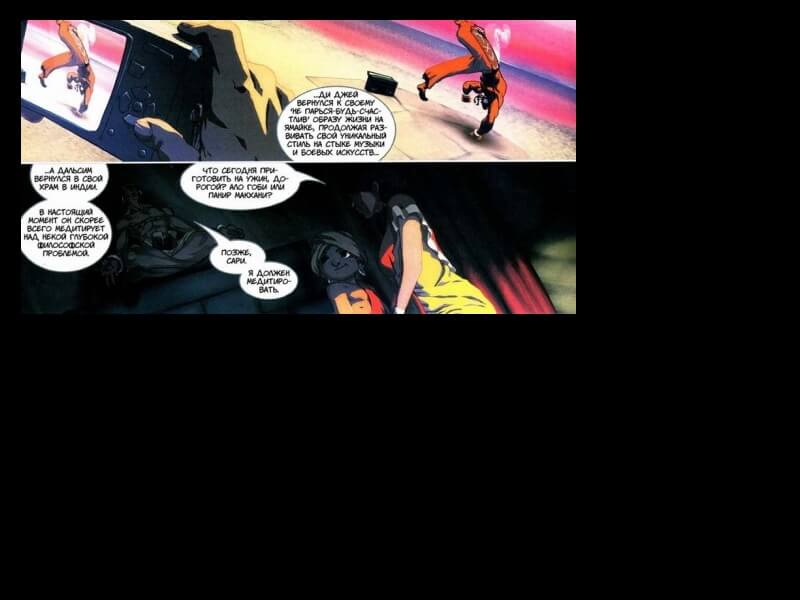 ...ДИ ДЖЕЙ
ВЕРНУЛСЯ К СВОЕМУ
'НЕ ПАРЬСЯ-БУДЬ-СЧАС-
ТЛИВ' ОБРАЗУ ЖИЗНИ НА
ЯМАЙКЕ, ПРОДОЛЖАЯ РАЗ-
ВИВАТЬ СВОЙ УНИКАЛЬНЫЙ
СТИЛЬ НА СТЫКЕ МУЗЫКИ
И БОЕВЫХ ИСКУССТВ...
...А ДАЛЬСИМ
ВЕРНУЛСЯ В СВОЙ
ХРАМ В ИНДИИ.
В НАСТОЯЩИЙ
МОМЕНТ ОН СКОРЕЕ
ВСЕГО МЕДИТИРУЕТ
НАД НЕКОЙ ГЛУБОКОЙ
ФИЛОСОФСКОЙ
ПРОБЛЕМОЙ.
ЧТО СЕГОДНЯ ПРИ-
ГОТОВИТЬ НА УЖИН, ДО-
РОГОЙ? АЛО ГОБИ ИЛИ
ПАНИР МАКХАНИ?
ПОЗЖЕ,
САРИ.
Я ДОЛЖЕН
МЕДИТИРО-
ВАТЬ.